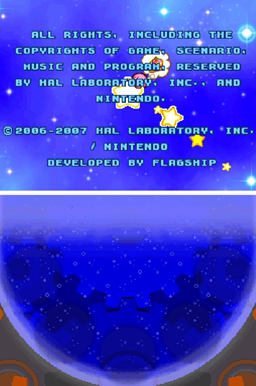 ALL RIGHTS, INCLUDING THE
COPYRIGHTS OF GAME, SCENARIO,
MUSIC AND PROGRAM, RESERVED
BY HAL LABORATORY, INC., AND
NINTENDO.
©2006-2007 HAL LABORATORY, INC.
/ NINTENDO
DEVELOPED BY FLAGSHIP